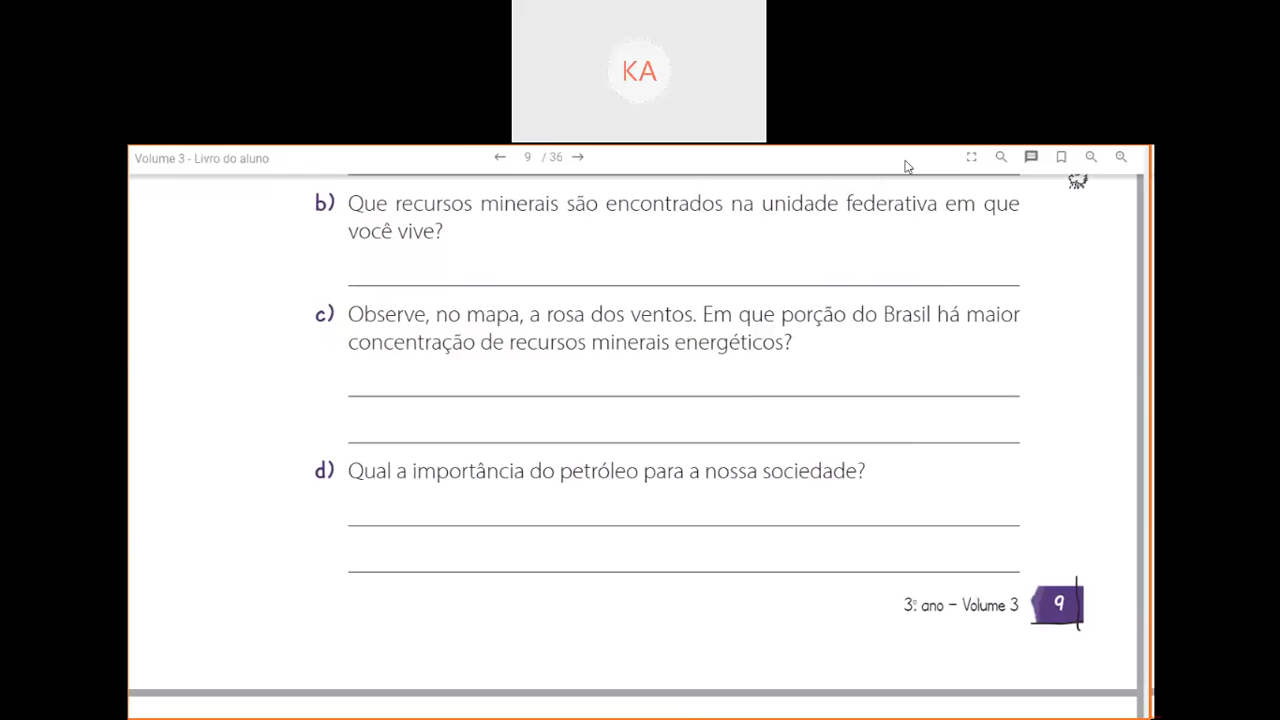 KA
Volume 3 - Livro do aluno
9 / 36
b) Que recursos minerais são encontrados na unidade federativa em que
você vive?
c) Observe, no mapa, a rosa dos ventos. Em que porção do Brasil há maior
concentração de recursos minerais energéticos?
d) Qual a importância do petróleo para a nossa sociedade?
3º. ano – Volume 3
9